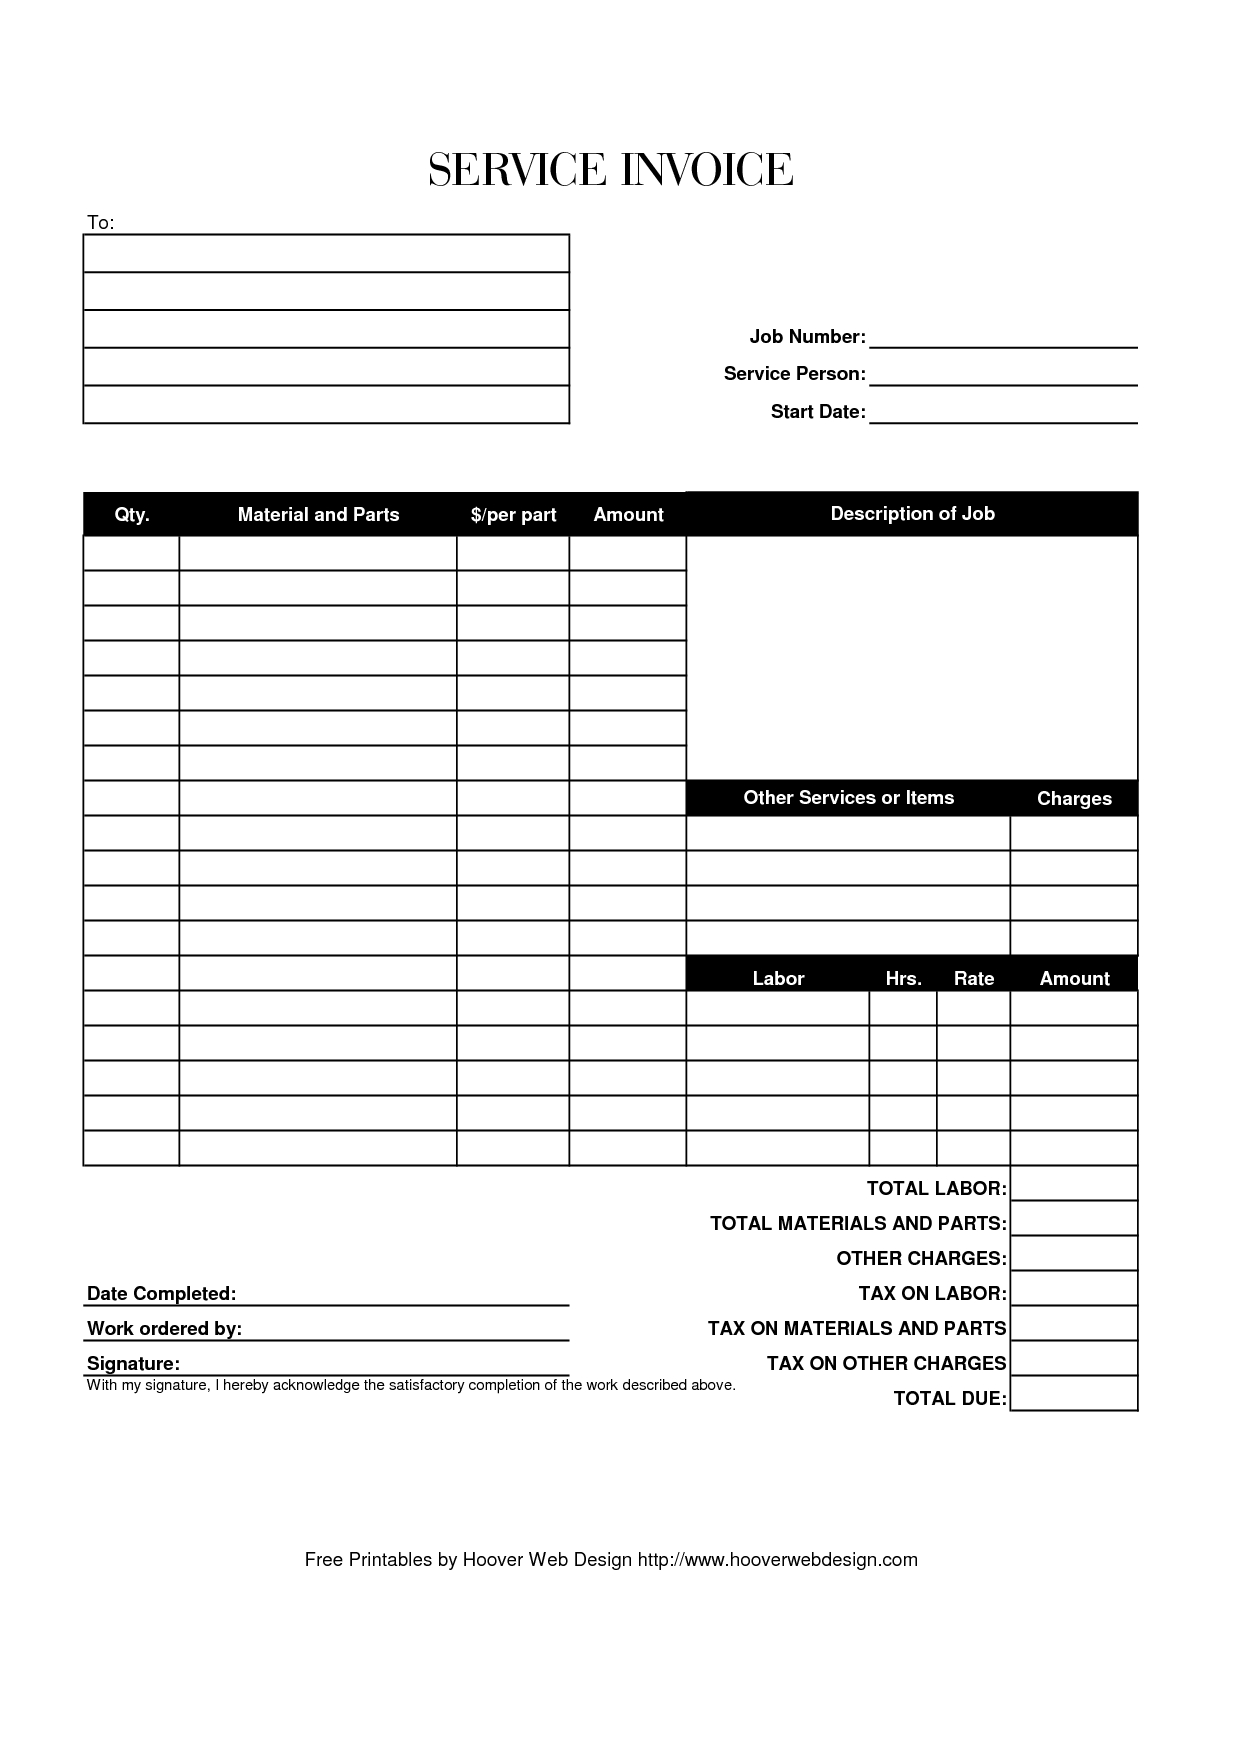 SERVICE INVOICE
To:
Job Number:
Service Person:
Start Date:
Qty. Material and Parts $/per part Amount Description of Job
Other Services or Items Charges
Labor Hrs. Rate Amount
TOTAL LABOR:
TOTAL MATERIALS AND PARTS:
OTHER CHARGES:
Date Completed: TAX ON LABOR:
Work ordered by: TAX ON MATERIALS AND PARTS
Signature: TAX ON OTHER CHARGES
With my signature, I hereby acknowledge the satisfactory completion of the work described above.
TOTAL DUE:
Free Printables by Hoover Web Design http://www.hooverwebdesign.com